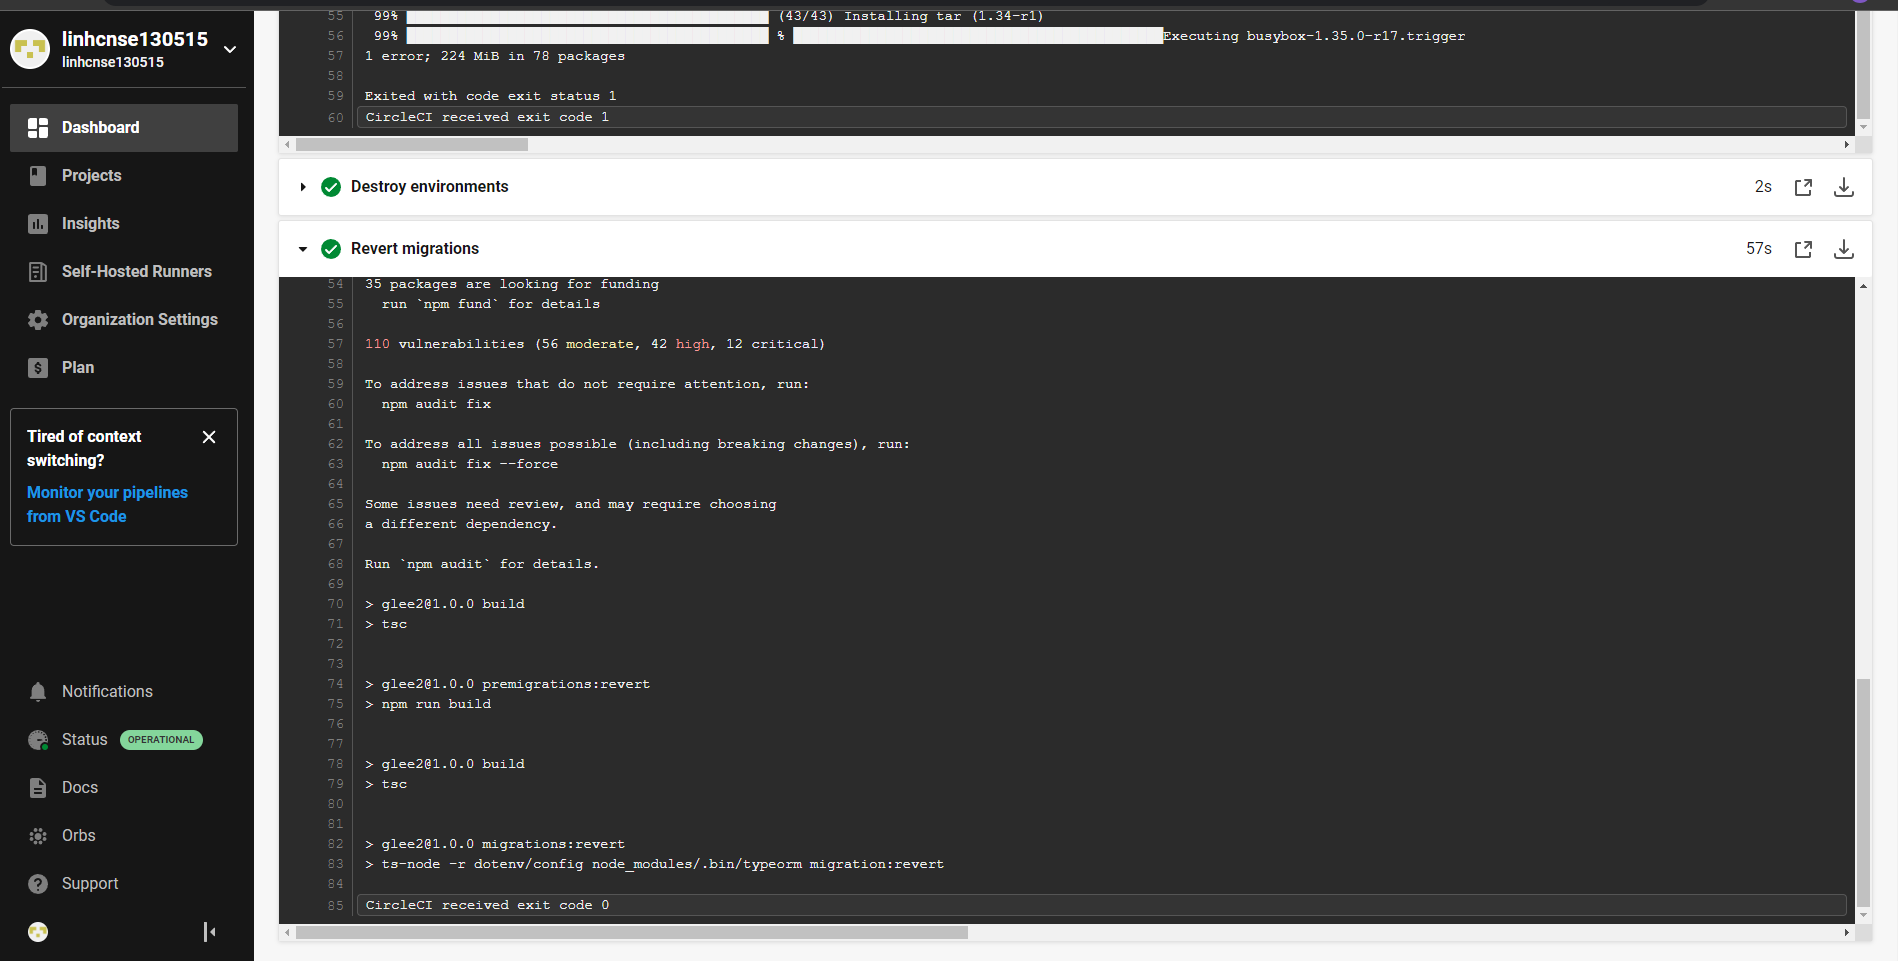 linhcnse130515
linhcnse130515
Dashboard
Projects
Insights
Self-Hosted Runners
Organization Settings
Plan
Tired of context
switching?
Monitor your pipelines
from VS Code
Notifications
Status OPERATIONAL
Docs
Orbs
Support
55 99% (43/43) Installing tar (1.34-r1)
56 99% % Executing busybox-1.35.0-r17.trigger
57 1 error; 224 MiB in 78 packages
58
59 Exited with code exit status 1
60 CircleCI received exit code 1
Destroy environments 2s
Revert migrations 57s
54 35 packages are looking for funding
55 run `npm fund` for details
56
57 110 vulnerabilities (56 moderate, 42 high, 12 critical)
58
59 To address issues that do not require attention, run:
60 npm audit fix
61
62 To address all issues possible (including breaking changes), run:
63 npm audit fix --force
64
65 Some issues need review, and may require choosing
66 a different dependency.
67
68 Run `npm audit` for details.
69
70 > glee2@1.0.0 build
71 > tsc
72
73
74 > glee2@1.0.0 premigrations:revert
75 > npm run build
76
77
78 > glee2@1.0.0 build
79 > tsc
80
81
82 > glee2@1.0.0 migrations:revert
83 > ts-node -r dotenv/config node_modules/.bin/typeorm migration:revert
84
85 CircleCI received exit code 0